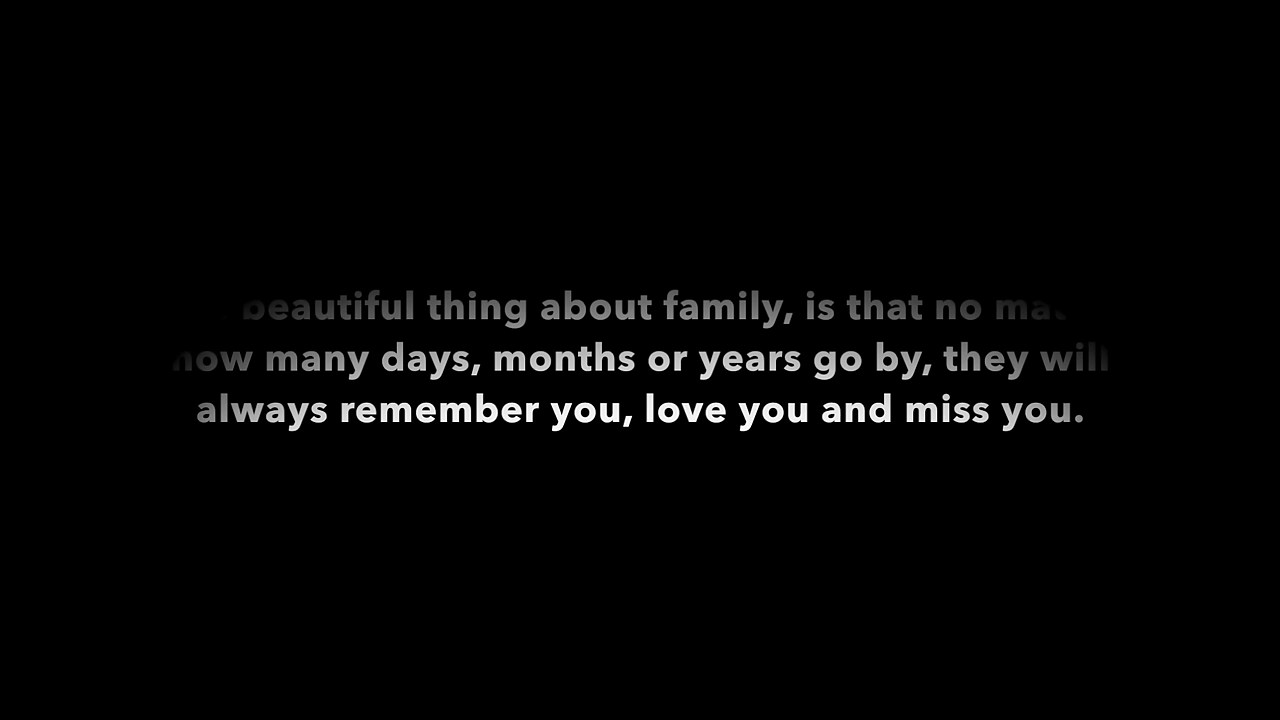 beautiful thing about family, is that no
how many days, months or years go by, they will
always remember you, love you and miss you.